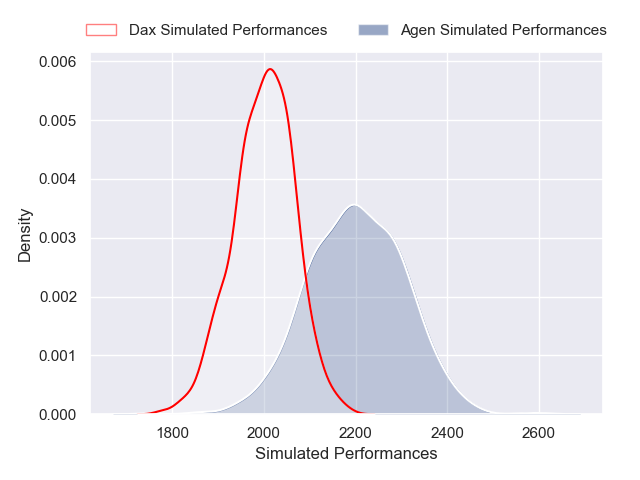 Dax Simulated Performances Agen Simulated Performances
0.006
0.005
0.004
0.003
0.002
0.001
0.000
Density
1800 2000 2200 2400 2600
Simulated Performances